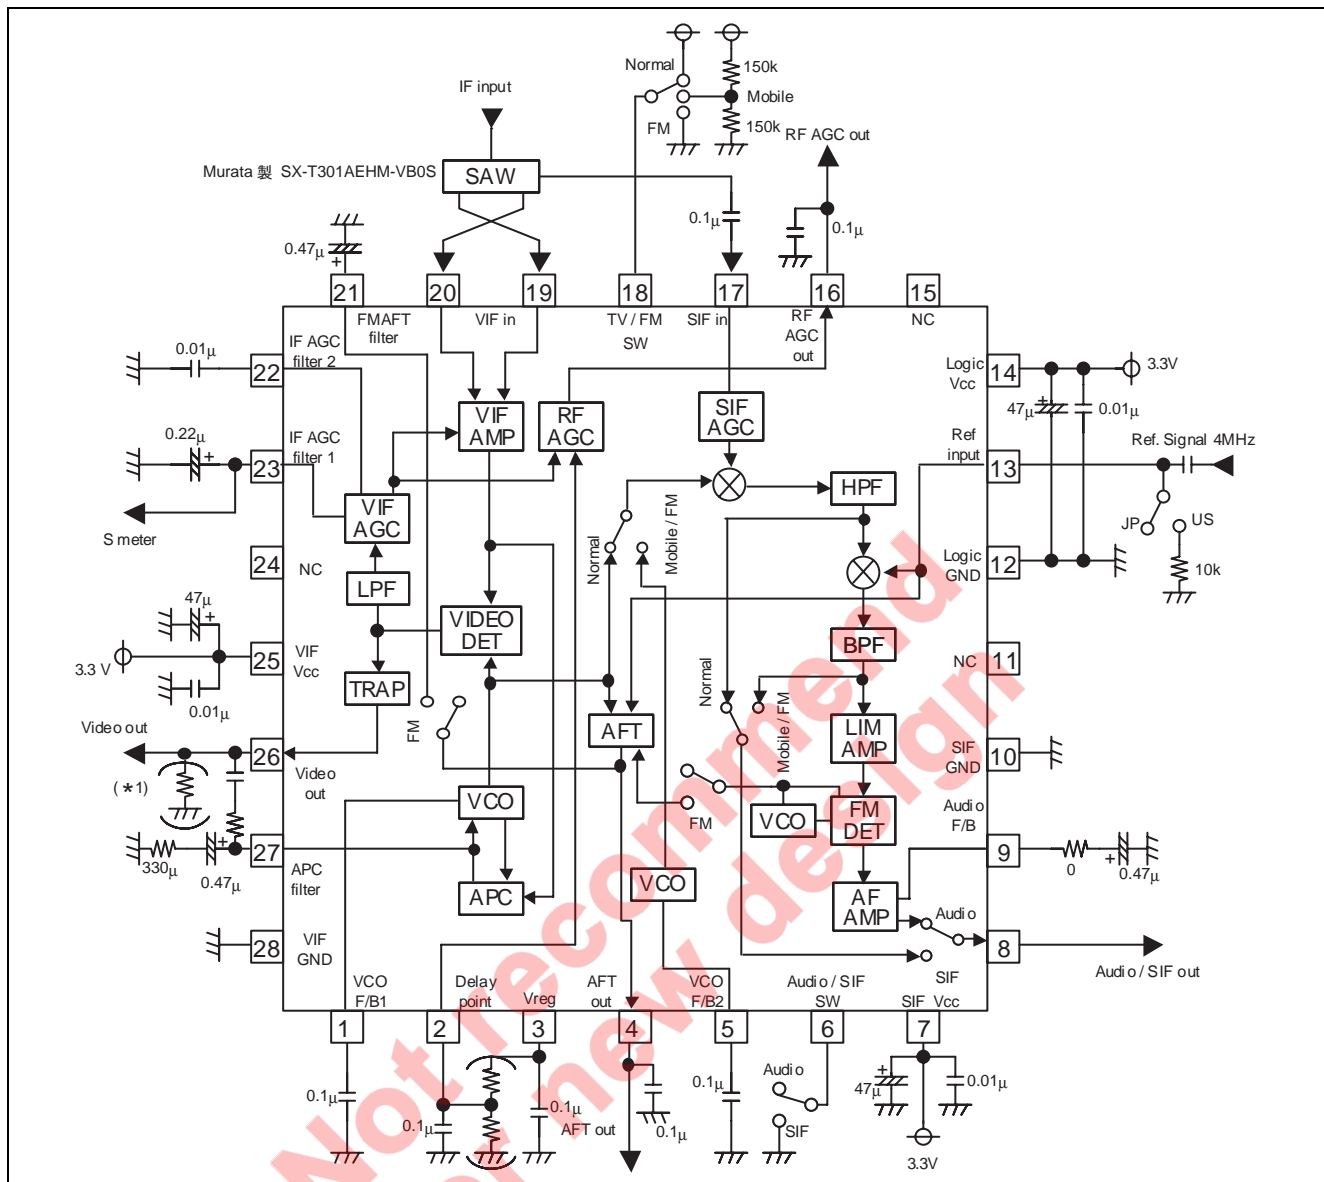 Normal
150k
Mobile
150k
FM
IF input
RF AGC out
Murata 製 SX-T301AEHM-VB0S
SAW
0.1μ
0.1μ
0.47μ
+
21
20
19
18
17
16
15
FMAFT
filter
VIF in
TV / FM
SW
SIF in
RF
AGC
out
NC
0.01μ
22
IF AGC
filter 2
Logic
Vcc
14
3.3V
47μ
+
0.01μ
VIF
AMP
RF
AGC
SIF
AGC
0.22μ
+
23
IF AGC
filter 1
Ref
input
13
Ref. Signal 4MHz
HPF
VIF
AGC
S meter
JP
US
10k
Normal
Mobile / FM
24
NC
Logic
GND
12
LPF
VIDEO
DET
47μ
+
BPF
3.3 V
25
VIF
Vcc
NC
11
TRAP
0.01μ
Normal
Mobile / FM
FM
AFT
LIM
AMP
Video out
26
Video
out
SIF
GND
10
(*1)
VCO
FM
VCO
FM
DET
Audio
F/B
330μ
0.47μ
+
27
APC
filter
9
0
+
0.47μ
APC
VCO
AF
AMP
Audio
28
VIF
GND
8
SIF
Audio / SIF out
VCO
F/B1
Delay
point
Vreg
AFT
out
VCO
F/B2
Audio / SIF
SW
SIF Vcc
1
2
3
4
5
6
7
0.1μ
0.1μ
0.1μ
AFT out
0.1μ
0.1μ
Audio
SIF
47μ
+
0.01μ
3.3V
Not recommend
for new design